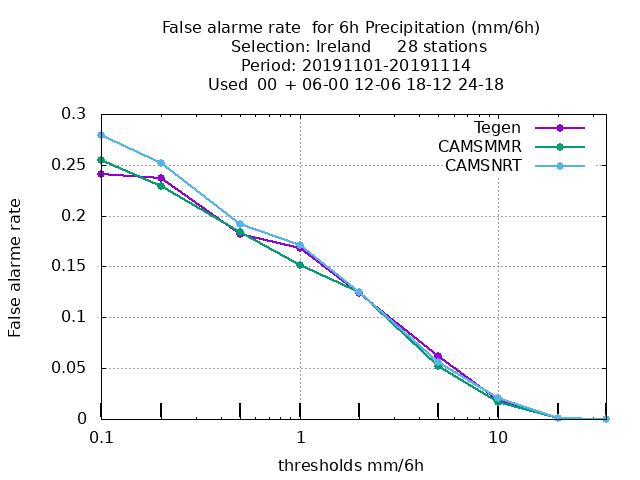 False alarme rate  for 6h Precipitation (mm/6h)
Selection: Ireland     28 stations
Period: 20191101-20191114
Used  00  + 06-00 12-06 18-12 24-18
Tegen
CAMSMMR
CAMSNRT
False alarme rate
0.3
0.25
0.2
0.15
0.1
0.05
0
0.1 1 10
thresholds mm/6h